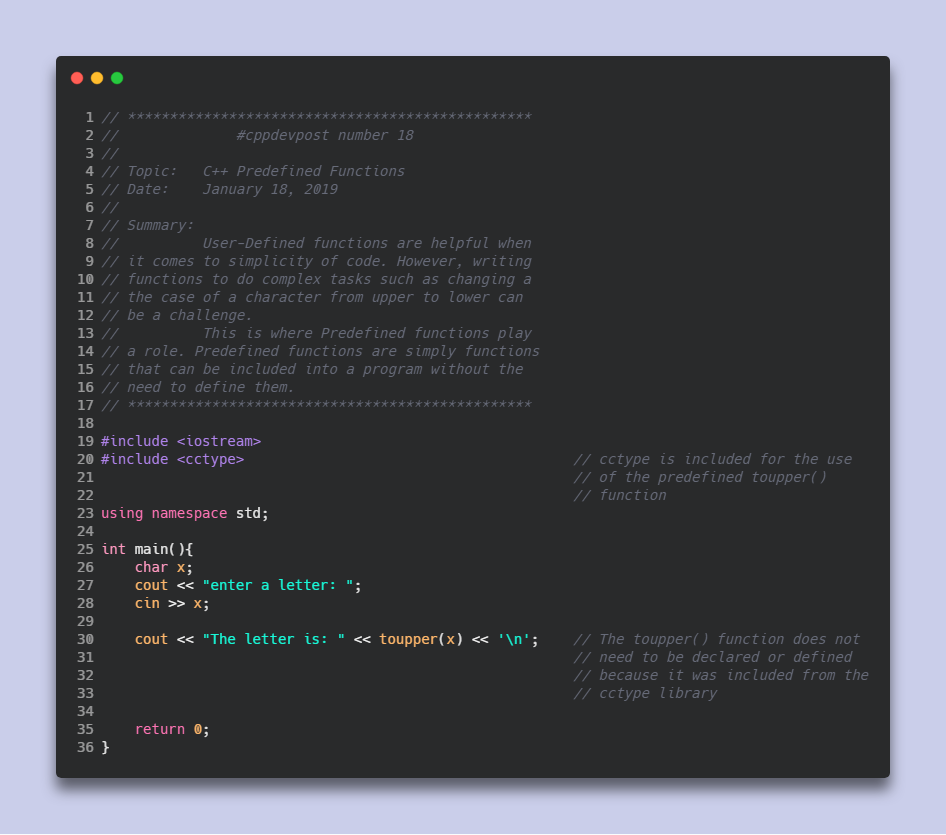 1 // ************************************************
2 //              #cppdevpost number 18
3 //
4 // Topic:   C++ Predefined Functions
5 // Date:    January 18, 2019
6 //
7 // Summary:
8 //          User-Defined functions are helpful when
9 // it comes to simplicity of code. However, writing
10 // functions to do complex tasks such as changing a
11 // the case of a character from upper to lower can
12 // be a challenge.
13 //          This is where Predefined functions play
14 // a role. Predefined functions are simply functions
15 // that can be included into a program without the
16 // need to define them.
17 // ************************************************
18
19 #include <iostream>
20 #include <cctype>                                       // cctype is included for the use
21                                                         // of the predefined toupper()
22                                                         // function
23 using namespace std;
24
25 int main(){
26     char x;
27     cout << "enter a letter: ";
28     cin >> x;
29
30     cout << "The letter is: " << toupper(x) << '\n';    // The toupper() function does not
31                                                         // need to be declared or defined
32                                                         // because it was included from the
33                                                         // cctype library
34
35     return 0;
36 }